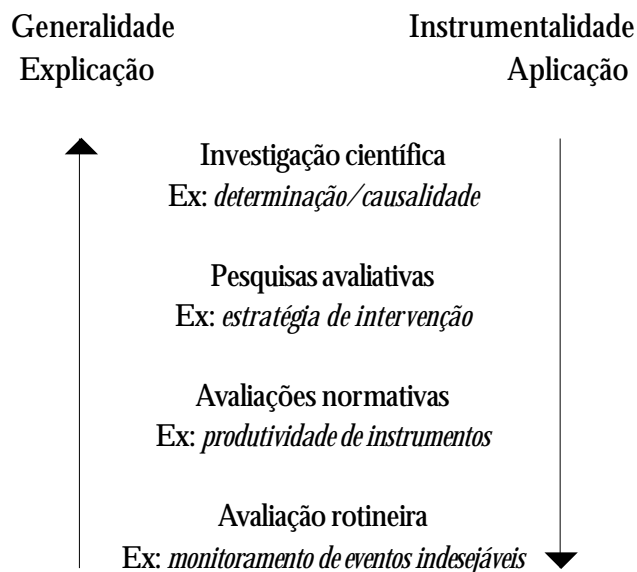 Generalidade
Explicação
Instrumentalidade
Aplicação
Investigação científica
Ex: determinação/causalidade
Pesquisas avaliativas
Ex: estratégia de intervenção
Avaliações normativas
Ex: produtividade de instrumentos
Avaliação rotineira
Ex: monitoramento de eventos indesejáveis